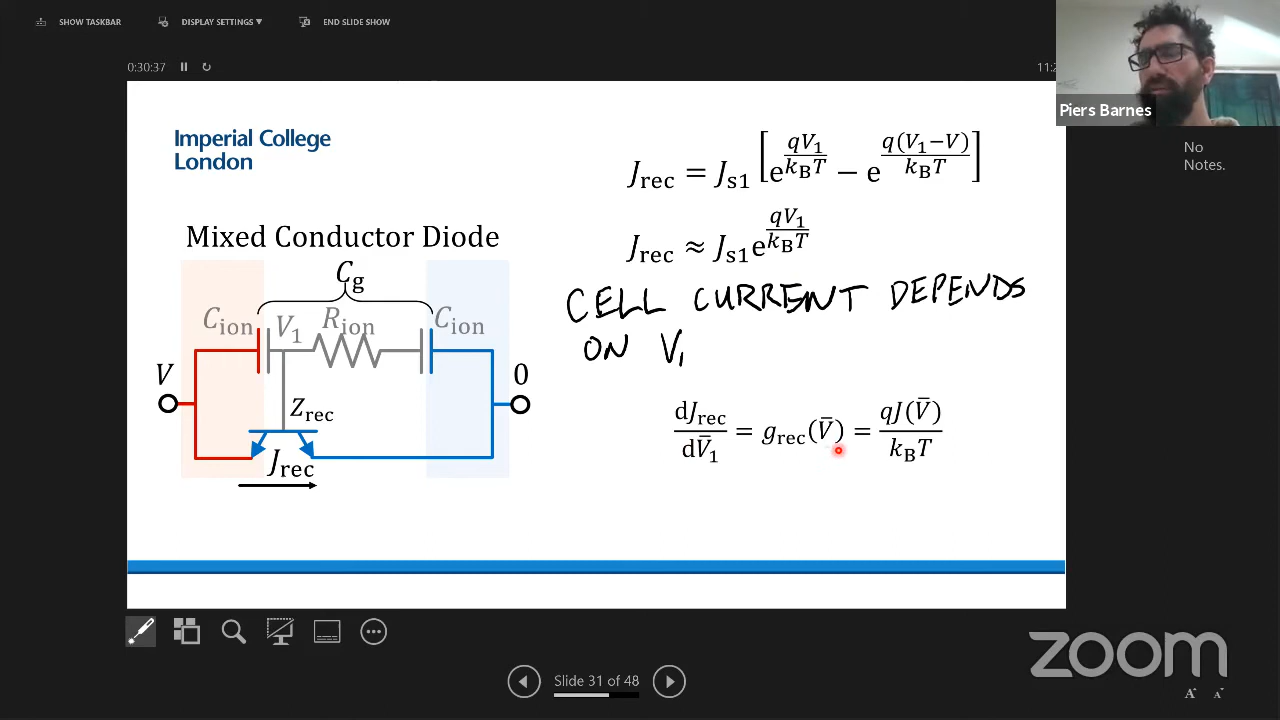 SHOW TASKBAR
DISPLAY SETTINGS ▼
END SLIDE SHOW
0:30:37
11:2
Piers Barnes
No
Notes.
Imperial College
London
J_rec = J_s1 [e^(qV_1/k_BT) − e^(q(V_1−V)/k_BT)]
J_rec ≈ J_s1 e^(qV_1/k_BT)
Mixed Conductor Diode
C_g
C_ion V_1 R_ion C_ion
V
0
Z_rec
J_rec
CELL CURRENT DEPENDS
ON V_1
dJ_rec/dV̄_1 = g_rec(V̄) = qJ(V̄)/k_BT
Slide 31 of 48
zoom
A A